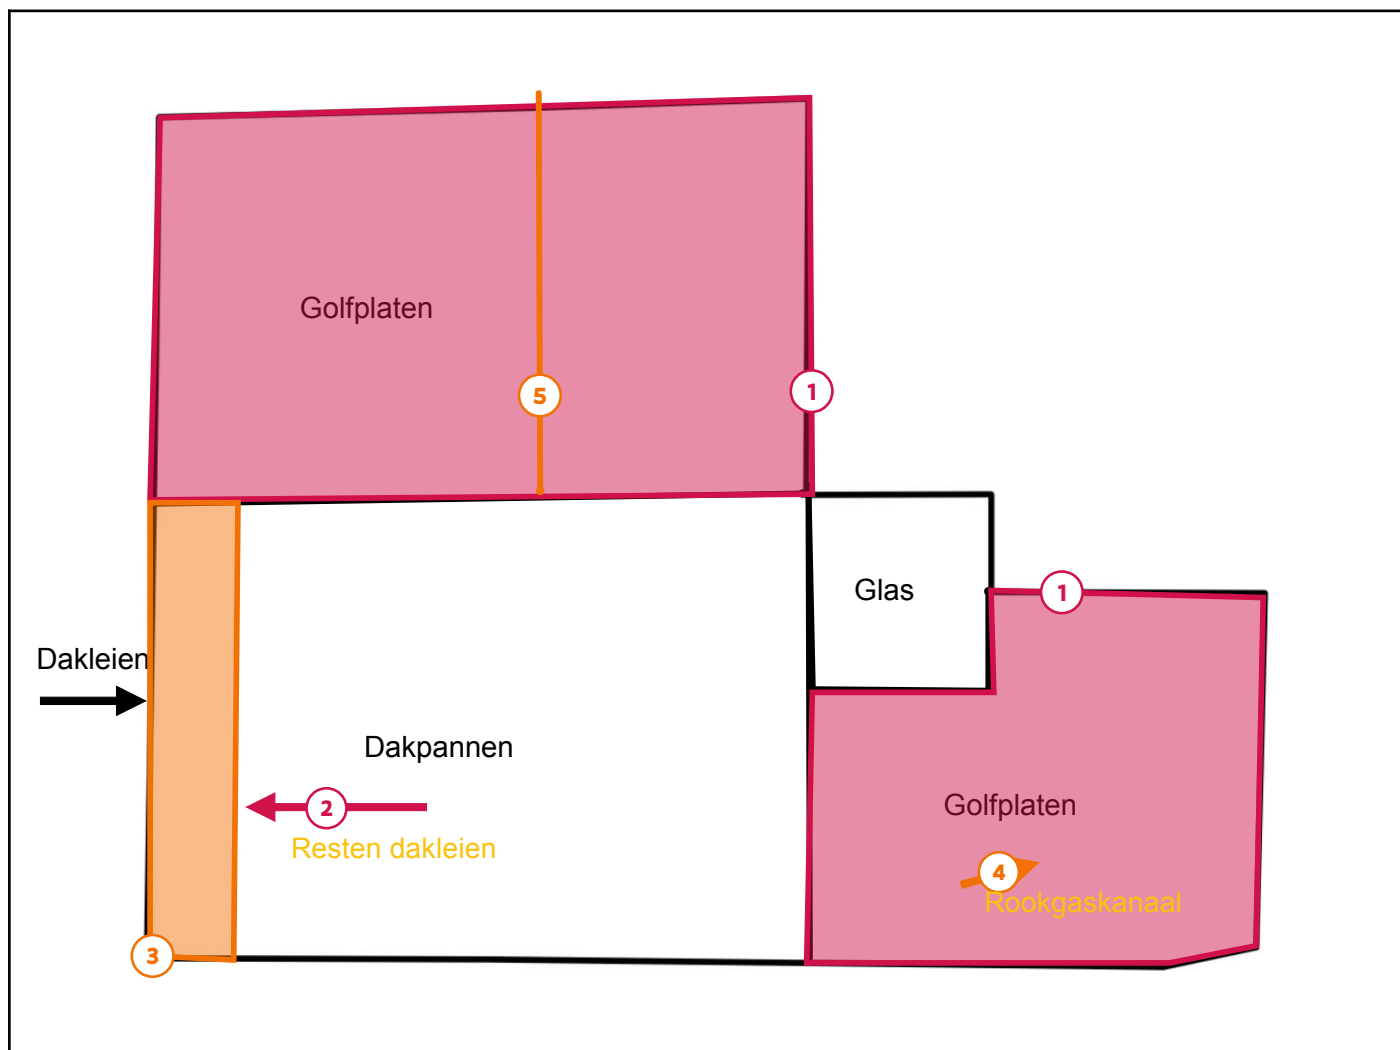 Golfplaten
5
1
Glas
1
Dakleien
Dakpannen
2
Golfplaten
Resten dakleien
4
Rookgaskanaal
3